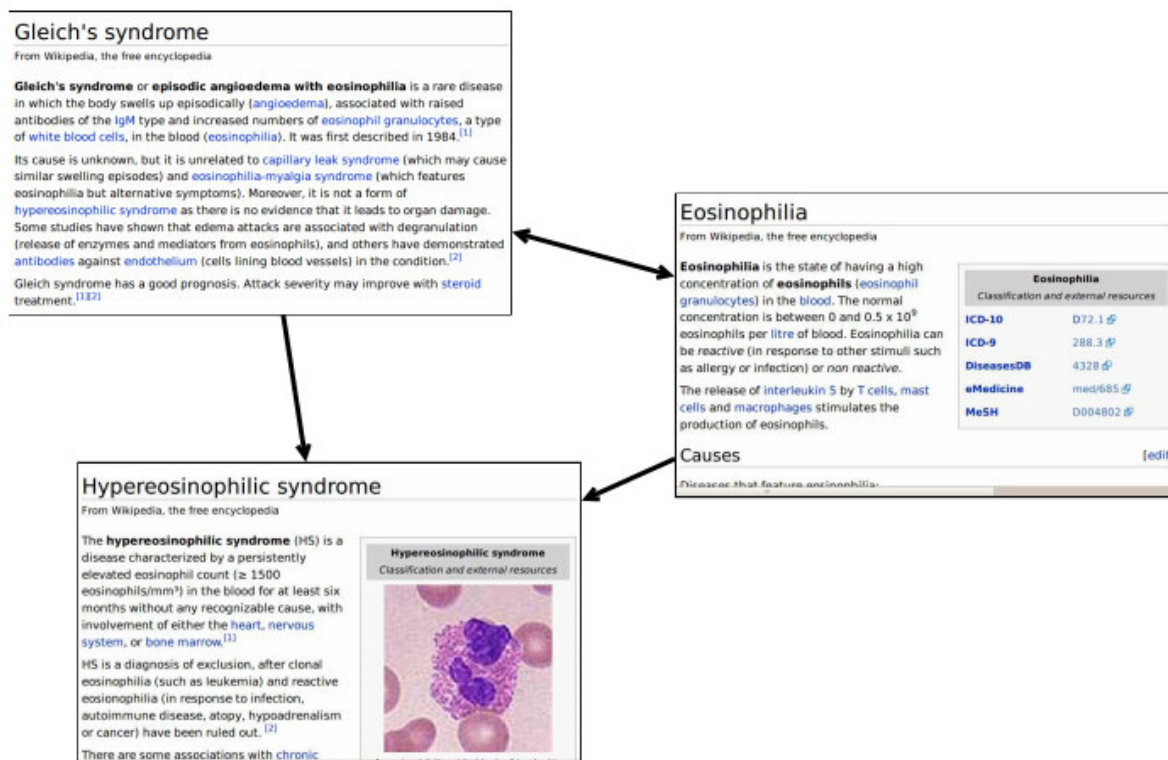 Gleich's syndrome
From Wikipedia, the free encyclopedia
Gleich's syndrome or episodic angioedema with eosinophilia is a rare disease
in which the body swells up episodically (angioedema), associated with raised
antibodies of the IgM type and increased numbers of eosinophil granulocytes, a type
of white blood cells, in the blood (eosinophilia). It was first described in 1984.[1]
Its cause is unknown, but it is unrelated to capillary leak syndrome (which may cause
similar swelling episodes) and eosinophilia-myalgia syndrome (which features
eosinophilia but alternative symptoms). Moreover, it is not a form of
hypereosinophilic syndrome as there is no evidence that it leads to organ damage.
Some studies have shown that edema attacks are associated with degranulation
(release of enzymes and mediators from eosinophils), and others have demonstrated
antibodies against endothelium (cells lining blood vessels) in the condition.[2]
Gleich syndrome has a good prognosis. Attack severity may improve with steroid
treatment.[1][2]
Eosinophilia
From Wikipedia, the free encyclopedia
Eosinophilia is the state of having a high
concentration of eosinophils (eosinophil
granulocytes) in the blood. The normal
concentration is between 0 and 0.5 x 10⁹
eosinophils per litre of blood. Eosinophilia can
be reactive (in response to other stimuli such
as allergy or infection) or non reactive.
The release of interleukin 5 by T cells, mast
cells and macrophages stimulates the
production of eosinophils.
Eosinophilia
Classification and external resources
ICD-10 D72.1
ICD-9 288.3
DiseasesDB 4328
eMedicine med/685
MeSH D004802
Causes [edit
Diseases that feature eosinophilia:
Hypereosinophilic syndrome
From Wikipedia, the free encyclopedia
The hypereosinophilic syndrome (HS) is a
disease characterized by a persistently
elevated eosinophil count (≥ 1500
eosinophils/mm³) in the blood for at least six
months without any recognizable cause, with
involvement of either the heart, nervous
system, or bone marrow.[1]
HS is a diagnosis of exclusion, after clonal
eosinophilia (such as leukemia) and reactive
eosionophilia (in response to infection,
autoimmune disease, atopy, hypoadrenalism
or cancer) have been ruled out. [2]
There are some associations with chronic
Hypereosinophilic syndrome
Classification and external resources